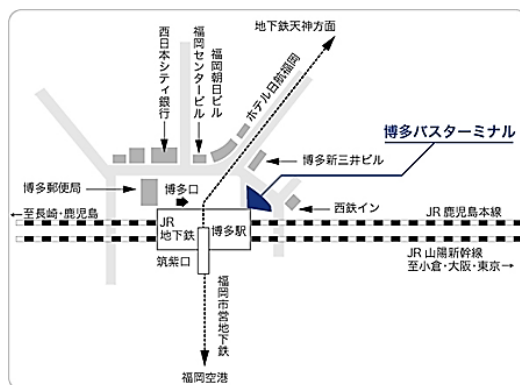 地下鉄天神方面
西日本シティ銀行
福岡センタービル
福岡朝日ビル
ホテル日航福岡
博多バスターミナル
博多新三井ビル
博多郵便局
博多口
西鉄イン
←至長崎・鹿児島
JR
地下鉄
博多駅
JR 鹿児島本線
筑紫口
JR 山陽新幹線
至小倉・大阪・東京→
福岡市営地下鉄
福岡空港